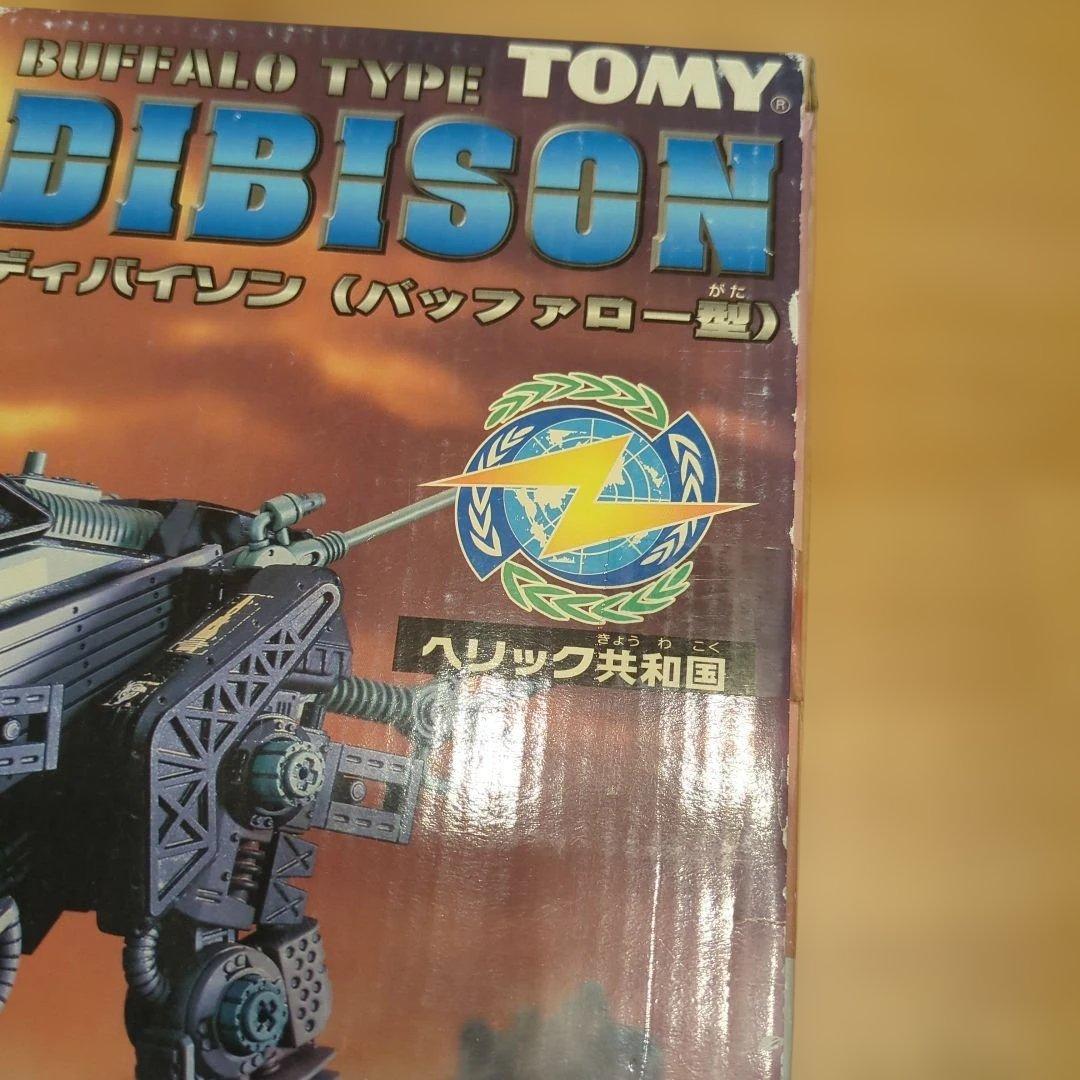 BUFFALO TYPE TOMY®
DIBISON
ディバイソン (バッファロー型)
がた
きょう わ こく
ヘリック共和国